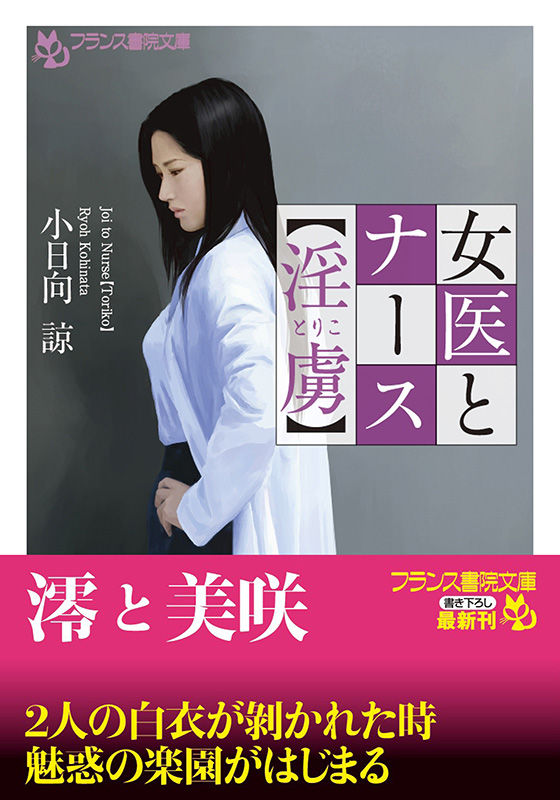 フランス書院文庫
女医と
ナース
【淫虜】
とりこ
Joi to Nurse【Toriko】
Ryoh Kohinata
小日向 諒
澪と美咲
フランス書院文庫
書き下ろし
最新刊
2人の白衣が剝かれた時
魅惑の楽園がはじまる